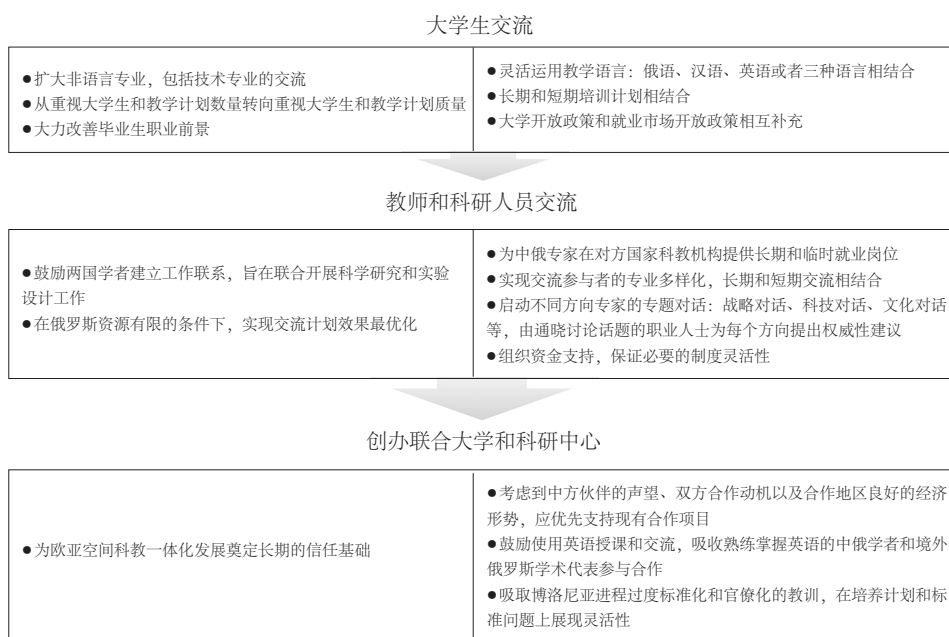 大学生交流
●扩大非语言专业，包括技术专业的交流
●从重视大学生和教学计划数量转向重视大学生和教学计划质量
●大力改善毕业生职业前景
●灵活运用教学语言：俄语、汉语、英语或者三种语言相结合
●长期和短期培训计划相结合
●大学开放政策和就业市场开放政策相互补充
教师和科研人员交流
●鼓励两国学者建立工作联系，旨在联合开展科学研究和实验
设计工作
●在俄罗斯资源有限的条件下，实现交流计划效果最优化
●为中俄专家在对方国家科教机构提供长期和临时就业岗位
●实现交流参与者的专业多样化，长期和短期交流相结合
●启动不同方向专家的专题对话：战略对话、科技对话、文化对话
等，由通晓讨论话题的职业人士为每个方向提出权威性建议
●组织资金支持，保证必要的制度灵活性
创办联合大学和科研中心
●为欧亚空间科教一体化发展奠定长期的信任基础
●考虑到中方伙伴的声望、双方合作动机以及合作地区良好的经济
形势，应优先支持现有合作项目
●鼓励使用英语授课和交流，吸收熟练掌握英语的中俄学者和境外
俄罗斯学术代表参与合作
●吸取博洛尼亚进程过度标准化和官僚化的教训，在培养计划和标
准问题上展现灵活性